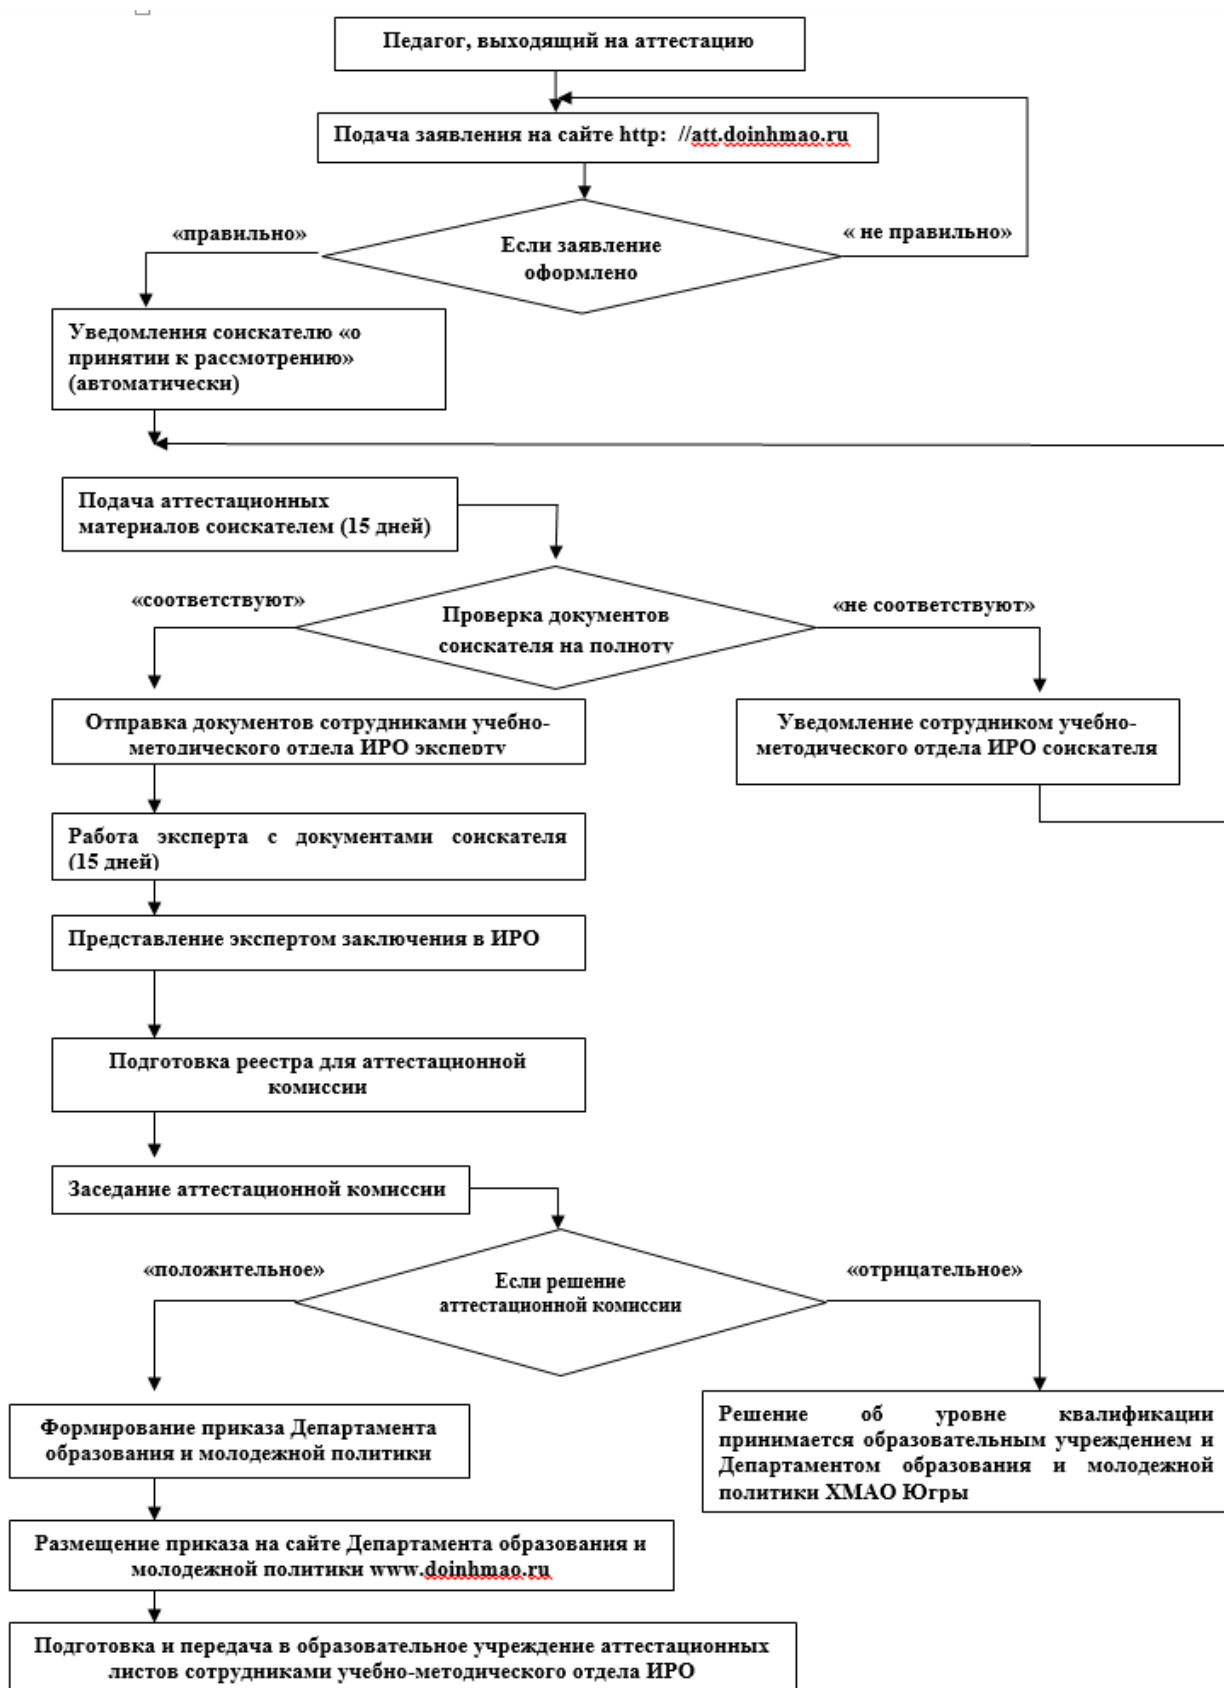 Педагог, выходящий на аттестацию
Подача заявления на сайте http: //att.doinhmao.ru
«правильно»
Если заявление
оформлено
« не правильно»
Уведомления соискателю «о
принятии к рассмотрению»
(автоматически)
Подача аттестационных
материалов соискателем (15 дней)
«соответствуют»
Проверка документов
соискателя на полноту
«не соответствуют»
Отправка документов сотрудниками учебно-
методического отдела ИРО эксперту
Уведомление сотрудником учебно-
методического отдела ИРО соискателя
Работа эксперта с документами соискателя
(15 дней)
Представление экспертом заключения в ИРО
Подготовка реестра для аттестационной
комиссии
Заседание аттестационной комиссии
«положительное»
Если решение
аттестационной комиссии
«отрицательное»
Формирование приказа Департамента
образования и молодежной политики
Решение об уровне квалификации
принимается образовательным учреждением и
Департаментом образования и молодежной
политики ХМАО Югры
Размещение приказа на сайте Департамента образования и
молодежной политики www.doinhmao.ru
Подготовка и передача в образовательное учреждение аттестационных
листов сотрудниками учебно-методического отдела ИРО